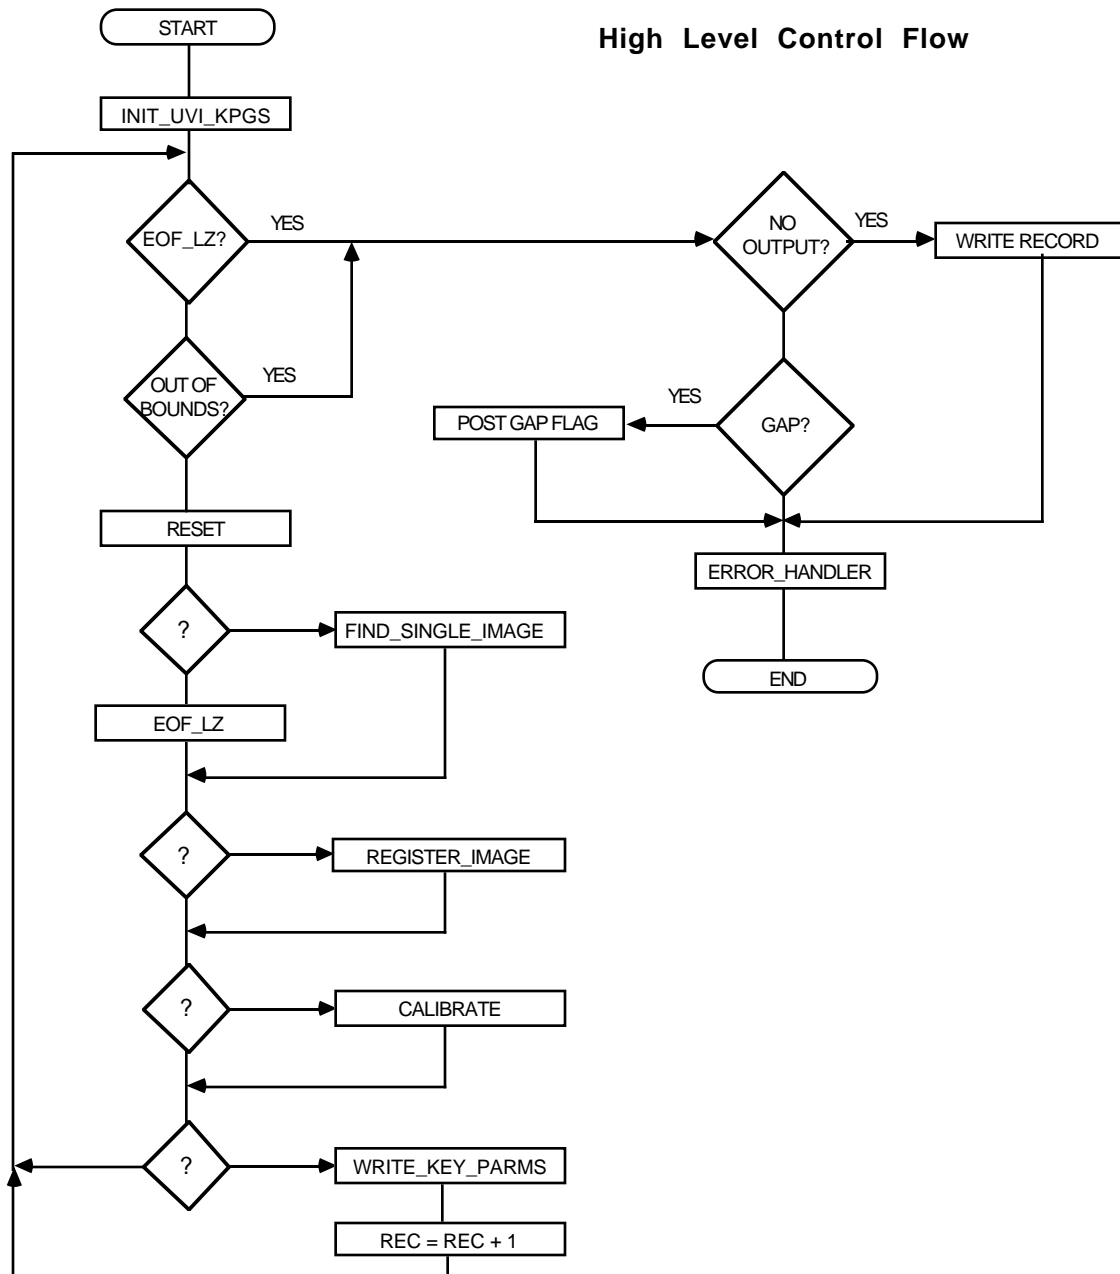 START
High Level Control Flow
INIT_UVI_KPGS
EOF_LZ?
YES
NO
OUTPUT?
YES
WRITE RECORD
OUT OF
BOUNDS?
YES
POST GAP FLAG
YES
GAP?
RESET
ERROR_HANDLER
?
FIND_SINGLE_IMAGE
END
EOF_LZ
?
REGISTER_IMAGE
?
CALIBRATE
?
WRITE_KEY_PARMS
REC = REC + 1